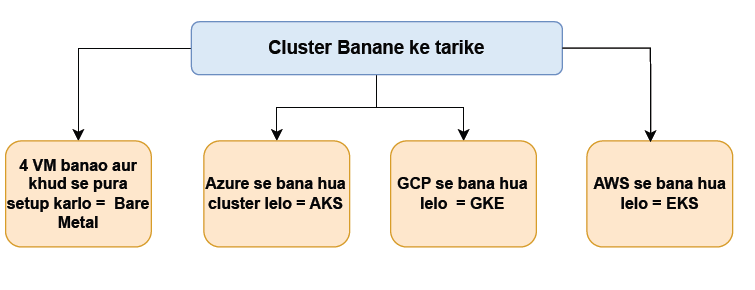 Cluster Banane ke tarike
4 VM banao aur
khud se pura
setup karlo = Bare
Metal
Azure se bana hua
cluster lelo = AKS
GCP se bana hua
lelo = GKE
AWS se bana hua
lelo = EKS